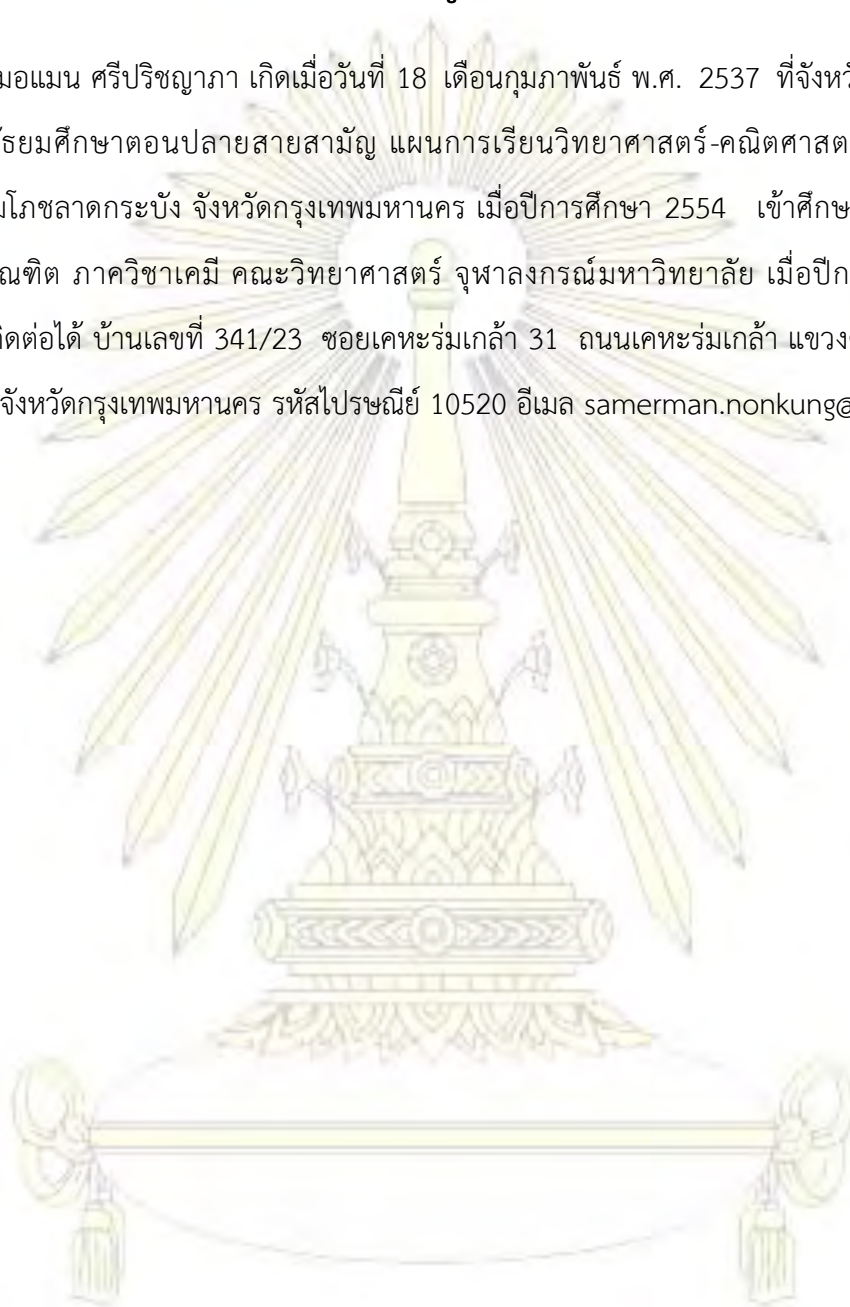 มอแมน ศรีปริชญาภา เกิดเมื่อวันที่ 18 เดือนกุมภาพันธ์ พ.ศ. 2537 ที่จังหวั
ัธยมศึกษาตอนปลายสายสามัญ แผนการเรียนวิทยาศาสตร์-คณิตศาสต
มโภชลาดกระบัง จังหวัดกรุงเทพมหานคร เมื่อปีการศึกษา 2554 เข้าศึกษ
ัณฑิต ภาควิชาเคมี คณะวิทยาศาสตร์ จุฬาลงกรณ์มหาวิทยาลัย เมื่อปีก
ติดต่อได้ บ้านเลขที่ 341/23 ซอยเคหะร่มเกล้า 31 ถนนเคหะร่มเกล้า แขวง
จังหวัดกรุงเทพมหานคร รหัสไปรษณีย์ 10520 อีเมล samerman.nonkung@